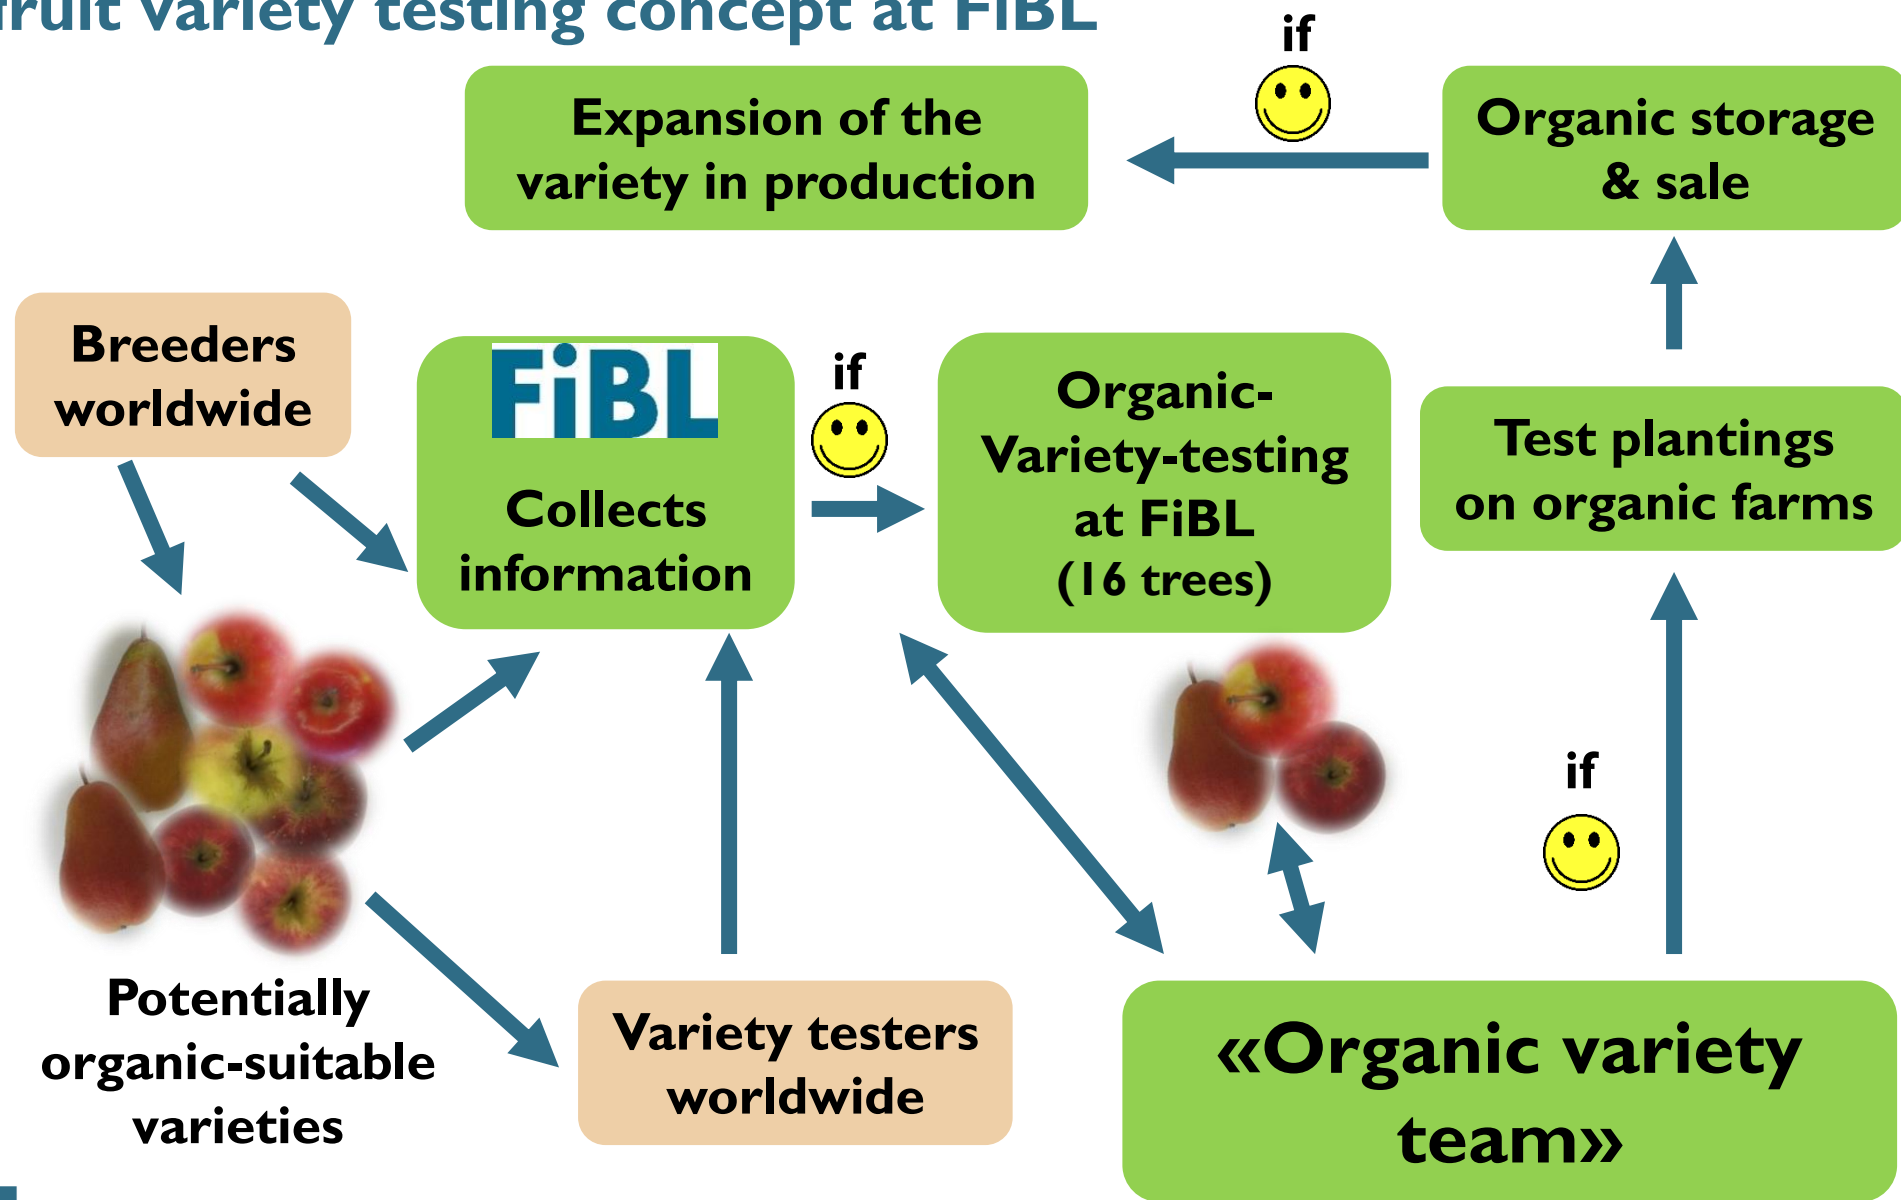 fruit variety testing concept at FiBL
if
Expansion of the
variety in production
Organic storage
& sale
Breeders
worldwide
FiBL
Collects
information
if
Organic-
Variety-testing
at FiBL
(16 trees)
Test plantings
on organic farms
if
Potentially
organic-suitable
varieties
Variety testers
worldwide
«Organic variety
team»